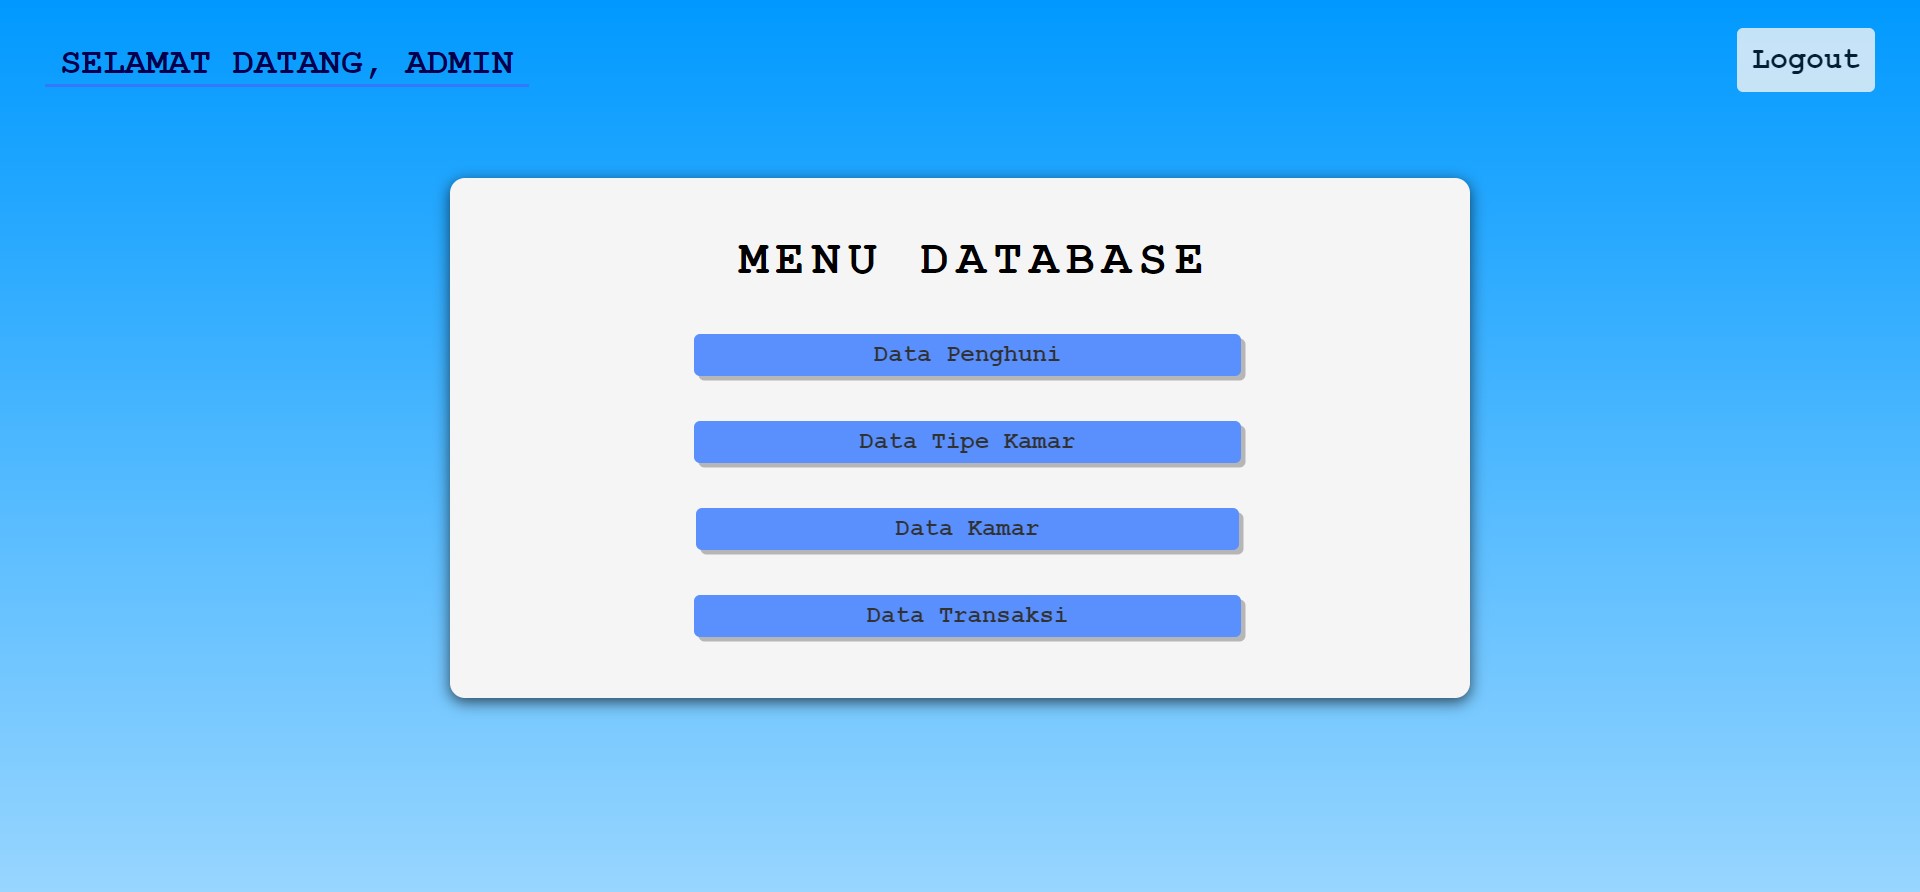 SELAMAT DATANG, ADMIN
Logout
MENU DATABASE
Data Penghuni
Data Tipe Kamar
Data Kamar
Data Transaksi